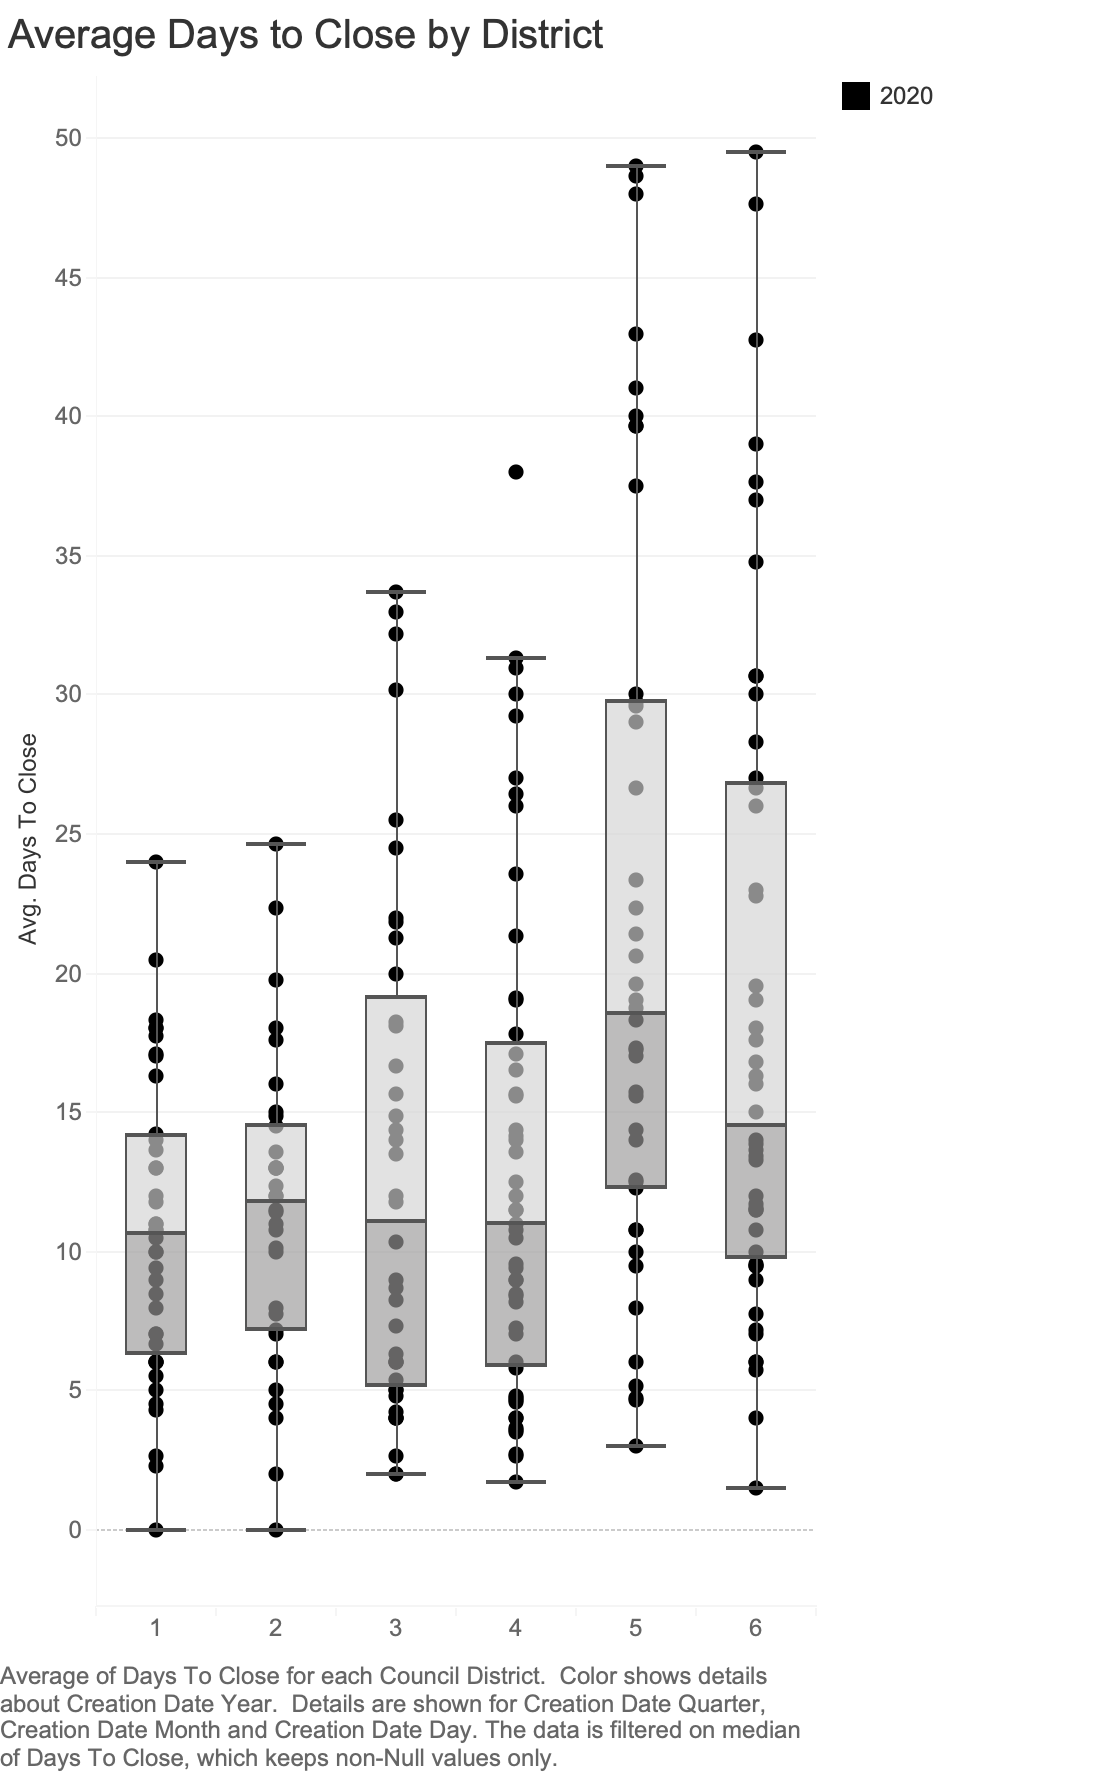 Average Days to Close by District
2020
50
45
40
35
30
25
20
15
10
5
0
Avg. Days To Close
1 2 3 4 5 6
Average of Days To Close for each Council District.  Color shows details
about Creation Date Year.  Details are shown for Creation Date Quarter,
Creation Date Month and Creation Date Day. The data is filtered on median
of Days To Close, which keeps non-Null values only.